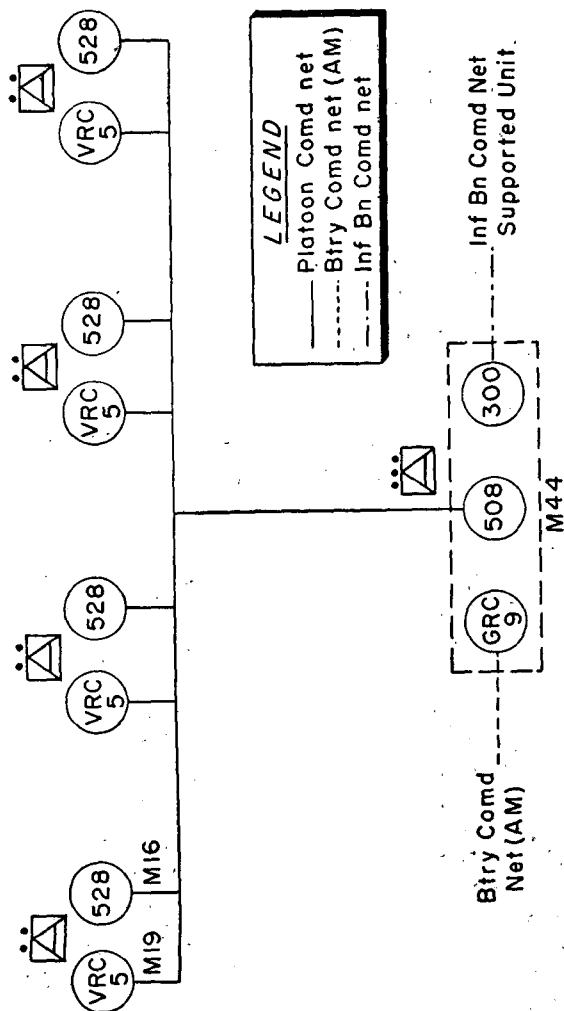 VRC
5
528
VRC
5
528
VRC
5
528
VRC
5
528
M19
M16
LEGEND
Platoon Comd net
Btry Comd net (AM)
Inf Bn Comd net
Btry Comd
Net (AM)
GRC
9
508
300
Inf Bn Comd Net
Supported Unit.
M44